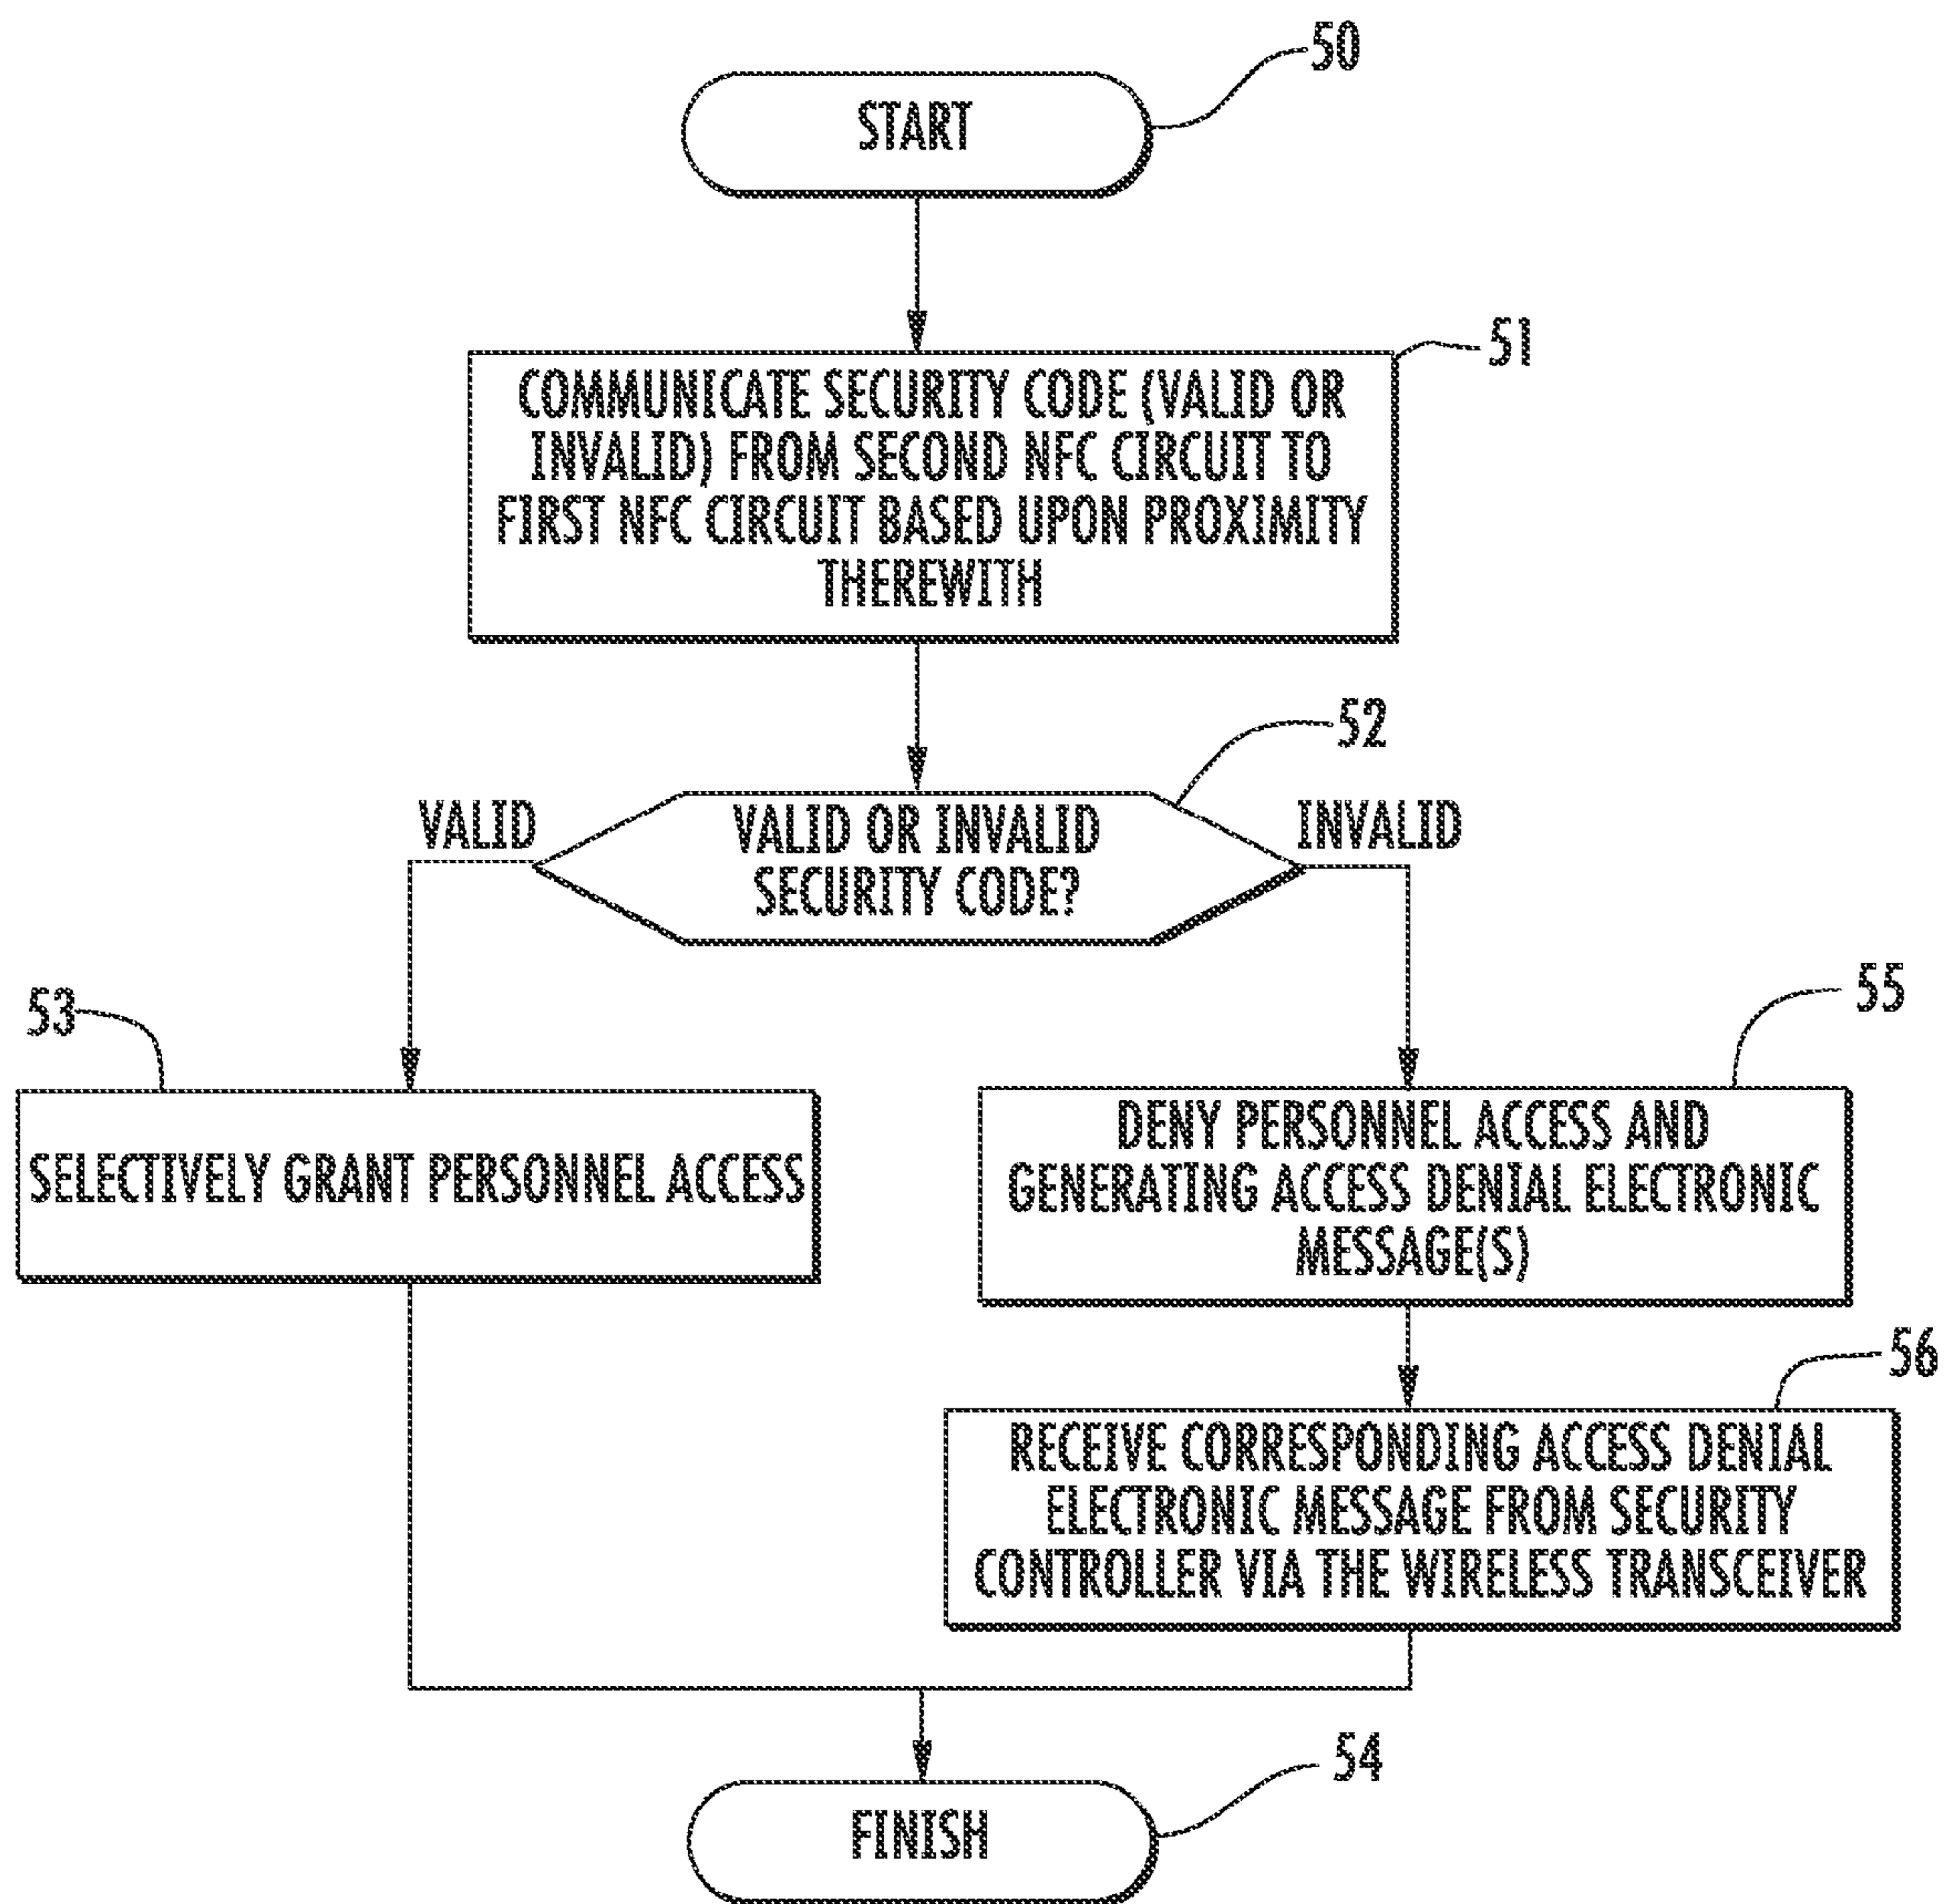 50
START
51
COMMUNICATE SECURITY CODE (VALID OR
INVALID) FROM SECOND NFC CIRCUIT TO
FIRST NFC CIRCUIT BASED UPON PROXIMITY
THEREWITH
52
VALID
VALID OR INVALID
SECURITY CODE?
INVALID
53
SELECTIVELY GRANT PERSONNEL ACCESS
55
DENY PERSONNEL ACCESS AND
GENERATING ACCESS DENIAL ELECTRONIC
MESSAGE(S)
56
RECEIVE CORRESPONDING ACCESS DENIAL
ELECTRONIC MESSAGE FROM SECURITY
CONTROLLER VIA THE WIRELESS TRANSCEIVER
54
FINISH